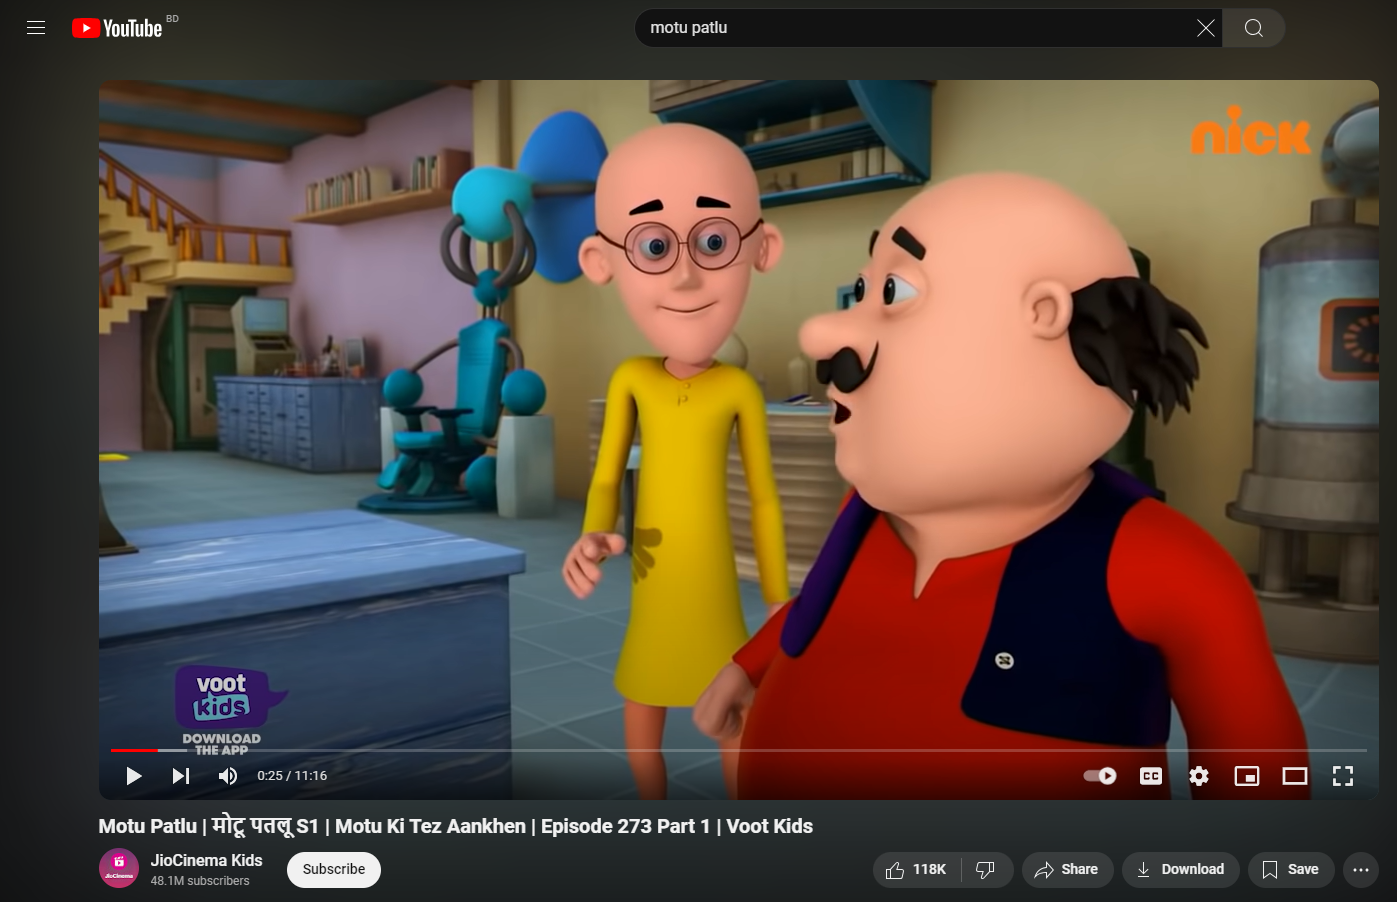 YouTube BD
motu patlu
nick
voot
kids
DOWNLOAD
THE APP
0:25 / 11:16
CC
Motu Patlu | मोटू पतलू S1 | Motu Ki Tez Aankhen | Episode 273 Part 1 | Voot Kids
JioCinema
JioCinema Kids
48.1M subscribers
Subscribe
118K
Share
Download
Save